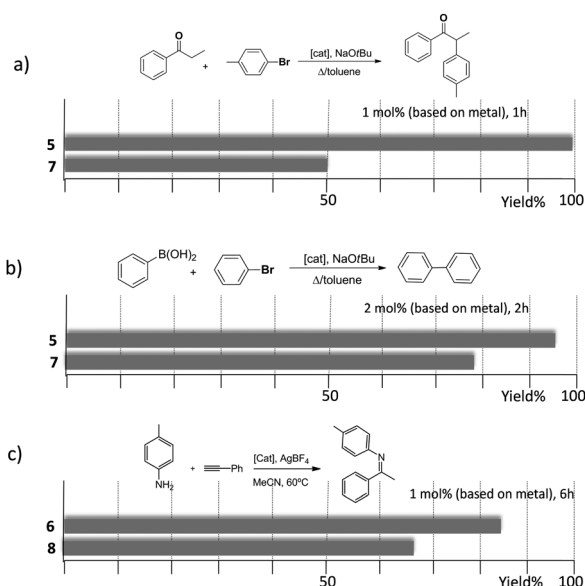 a)
O
+
Br
[cat], NaOtBu
Δ/toluene
O
1 mol% (based on metal), 1h
5
7
50
Yield%
100
b)
B(OH)2
+
Br
[cat], NaOtBu
Δ/toluene
2 mol% (based on metal), 2h
5
7
50
Yield%
100
c)
NH2
+
Ph
[Cat], AgBF4
MeCN, 60ºC
N
1 mol% (based on metal), 6h
6
8
50
Yield%
100